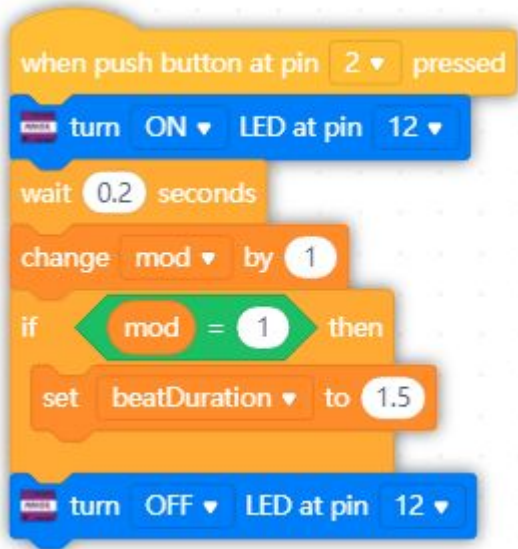 when push button at pin 2 pressed
turn ON LED at pin 12
wait 0.2 seconds
change mod by 1
if mod = 1 then
set beatDuration to 1.5
turn OFF LED at pin 12